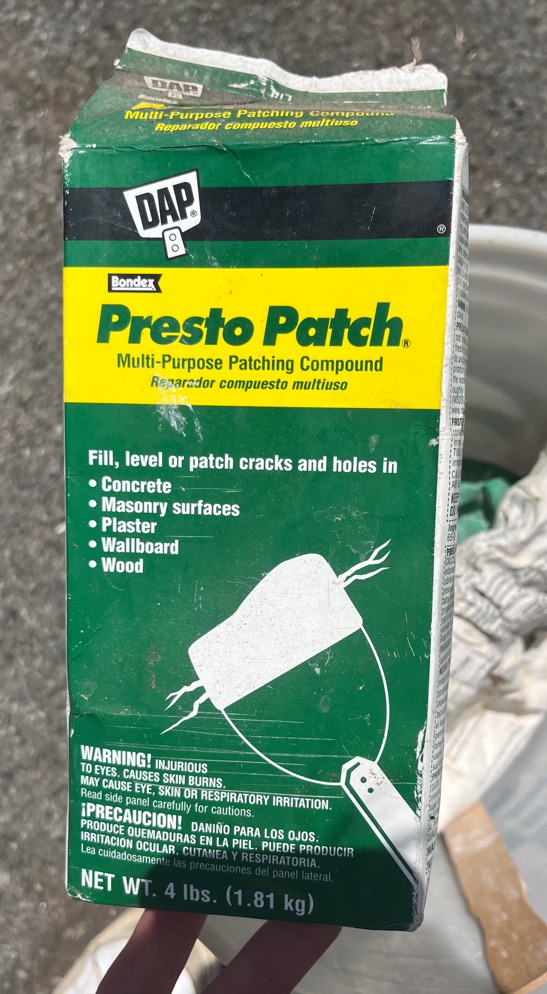 DAP
Bondex
Multi-Purpose Patching Compound
Reparador compuesto multiuso
DAP®
®
Bondex
Presto Patch®
Multi-Purpose Patching Compound
Reparador compuesto multiuso
Fill, level or patch cracks and holes in
• Concrete
• Masonry surfaces
• Plaster
• Wallboard
• Wood
WARNING! INJURIOUS
TO EYES. CAUSES SKIN BURNS.
MAY CAUSE EYE, SKIN OR RESPIRATORY IRRITATION.
Read side panel carefully for cautions.
¡PRECAUCION! DANIÑO PARA LOS OJOS.
PRODUCE QUEMADURAS EN LA PIEL. PUEDE PRODUCIR
IRRITACION OCULAR, CUTANEA Y RESPIRATORIA.
Lea cuidadosamente las precauciones del panel lateral.
NET WT. 4 lbs. (1.81 kg)